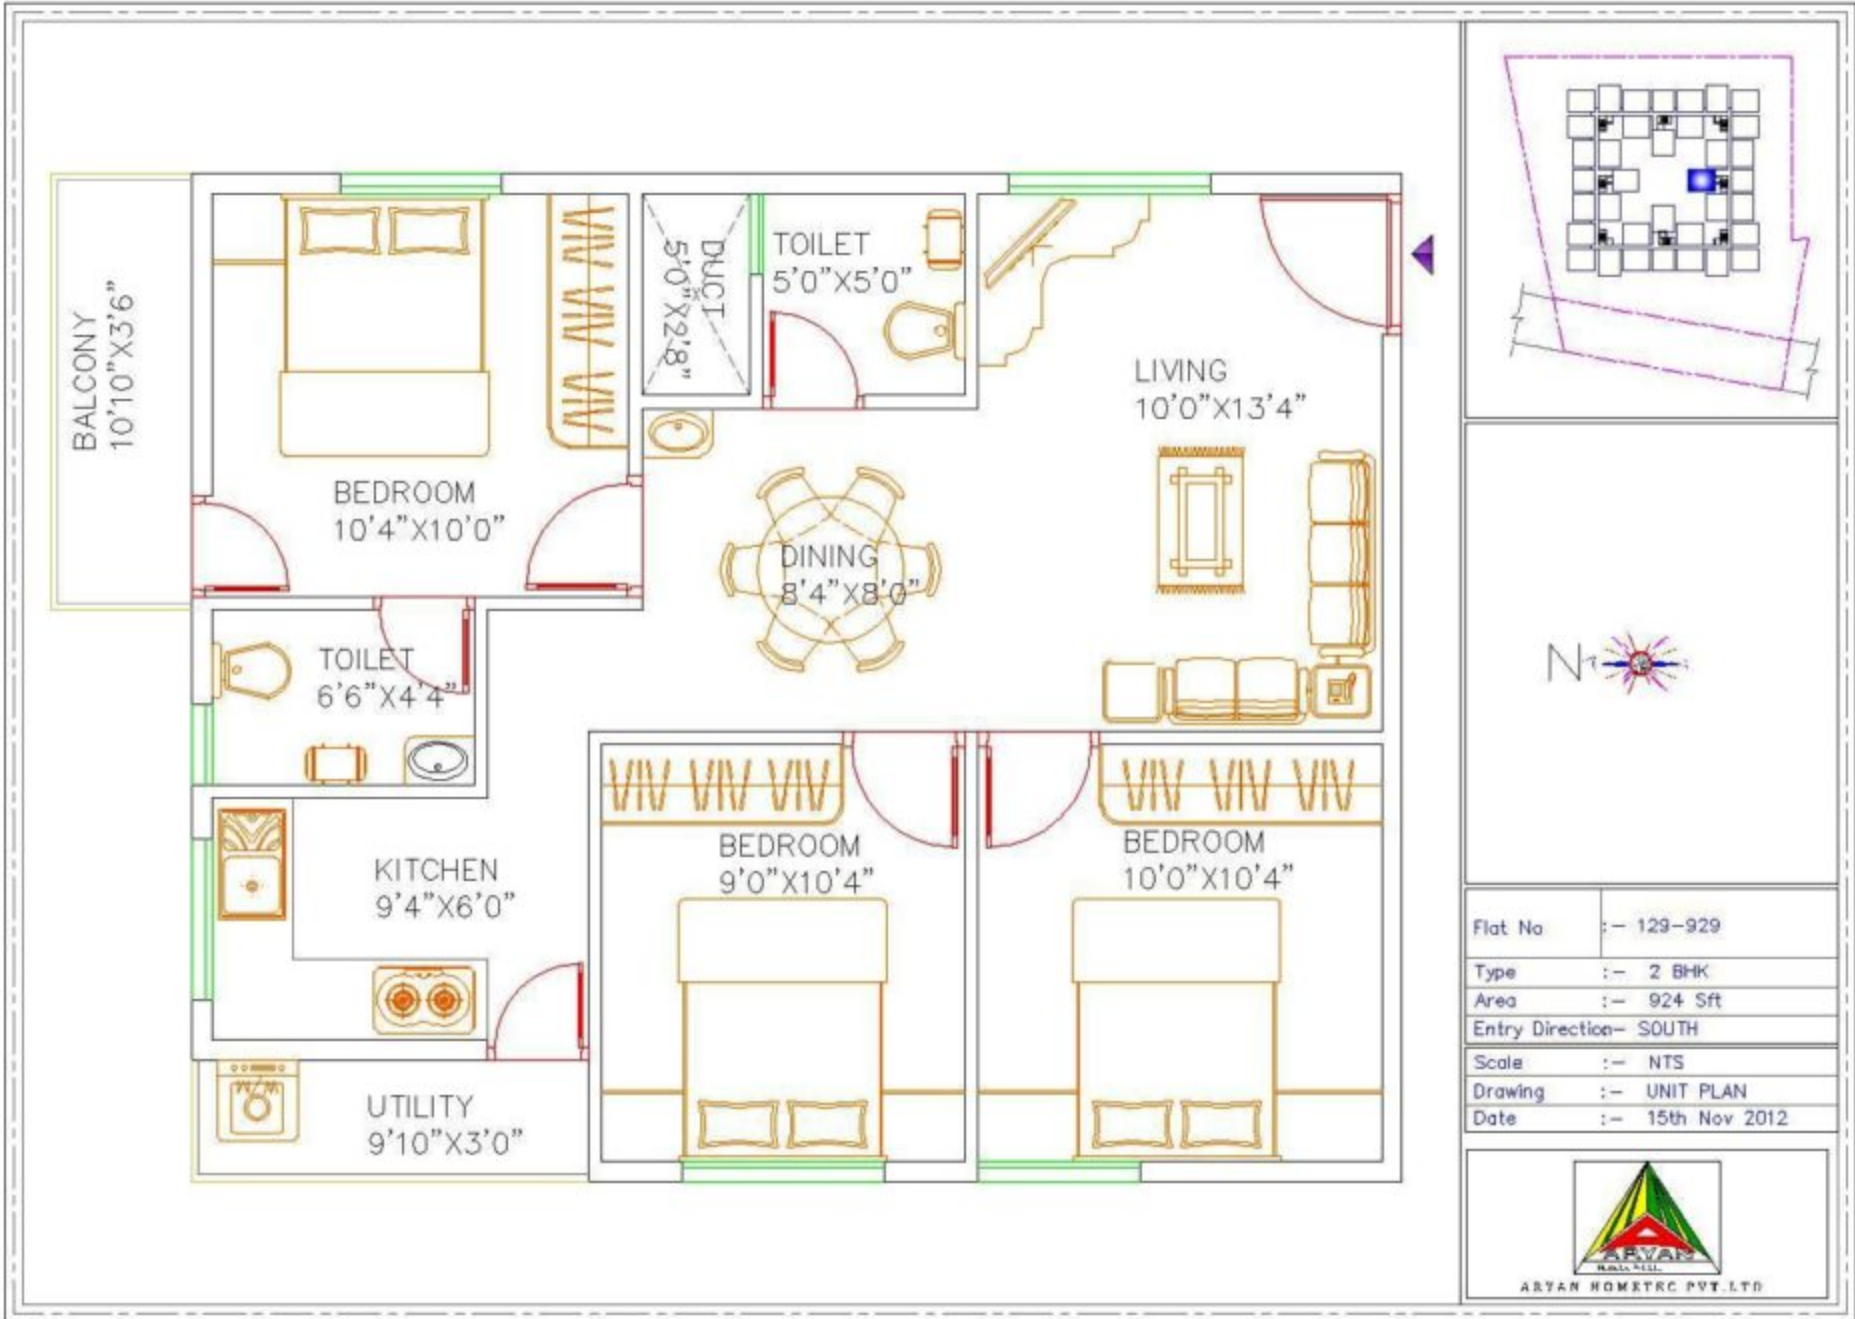 BALCONY
10'10"X3'6"
BEDROOM
10'4"X10'0"
DUCT
5'0"X2'8"
TOILET
5'0"X5'0"
LIVING
10'0"X13'4"
DINING
8'4"X8'0"
TOILET
6'6"X4'4"
KITCHEN
9'4"X6'0"
BEDROOM
9'0"X10'4"
BEDROOM
10'0"X10'4"
UTILITY
9'10"X3'0"
N
Flat No :- 129-929
Type :- 2 BHK
Area :- 924 Sft
Entry Direction- SOUTH
Scale :- NTS
Drawing :- UNIT PLAN
Date :- 15th Nov 2012
ARYAN
ARYAN HOMETEC PVT.LTD